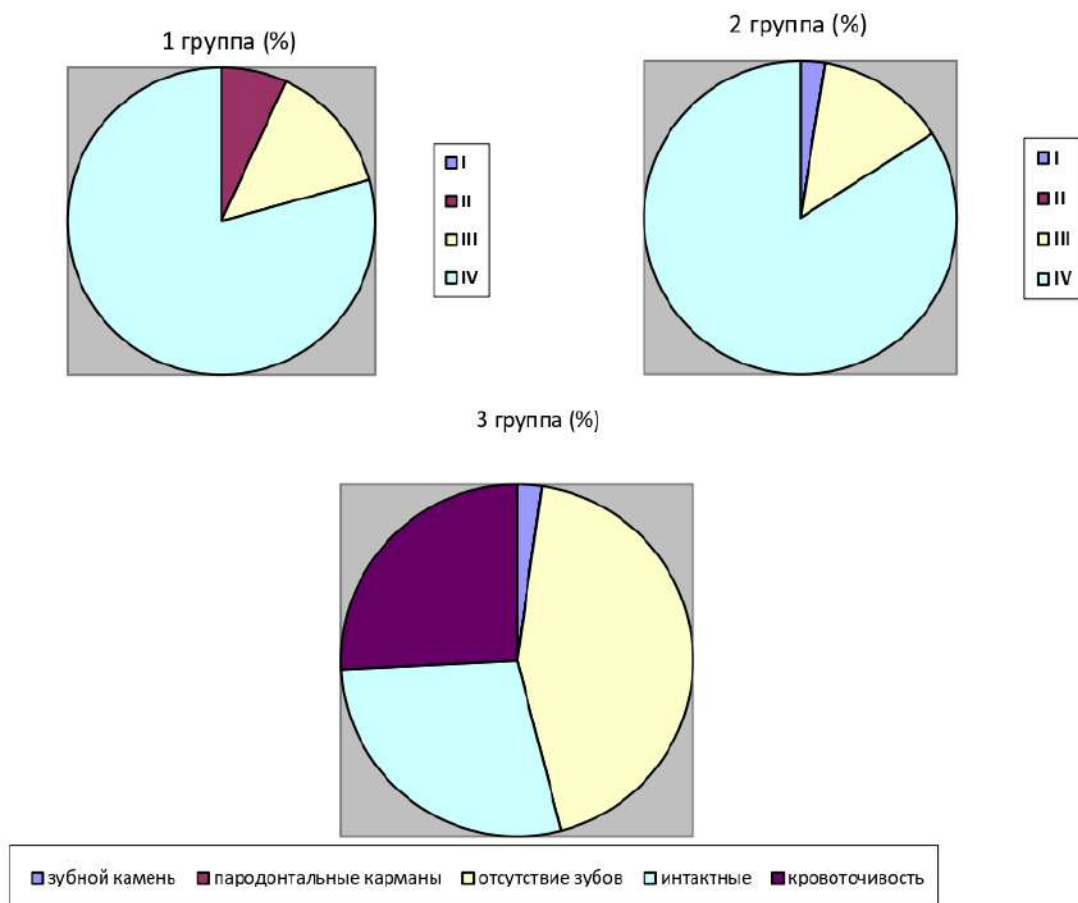 1 группа (%)
I
II
III
IV
2 группа (%)
I
II
III
IV
3 группа (%)
зубной камень пародонтальные карманы отсутствие зубов интактные кровоточивость